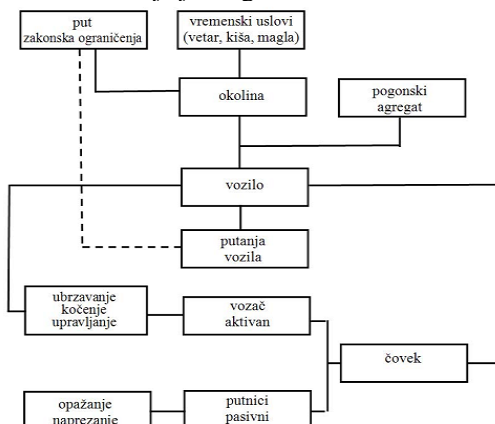 put
zakonska ograničenja
vremenski uslovi
(vetar, kiša, magla)
okolina
pogonski
agregat
vozilo
putanja
vozila
ubrzavanje
kočenje
upravljanje
vozač
aktivan
čovek
opažanje
naprezanje
putnici
pasivni